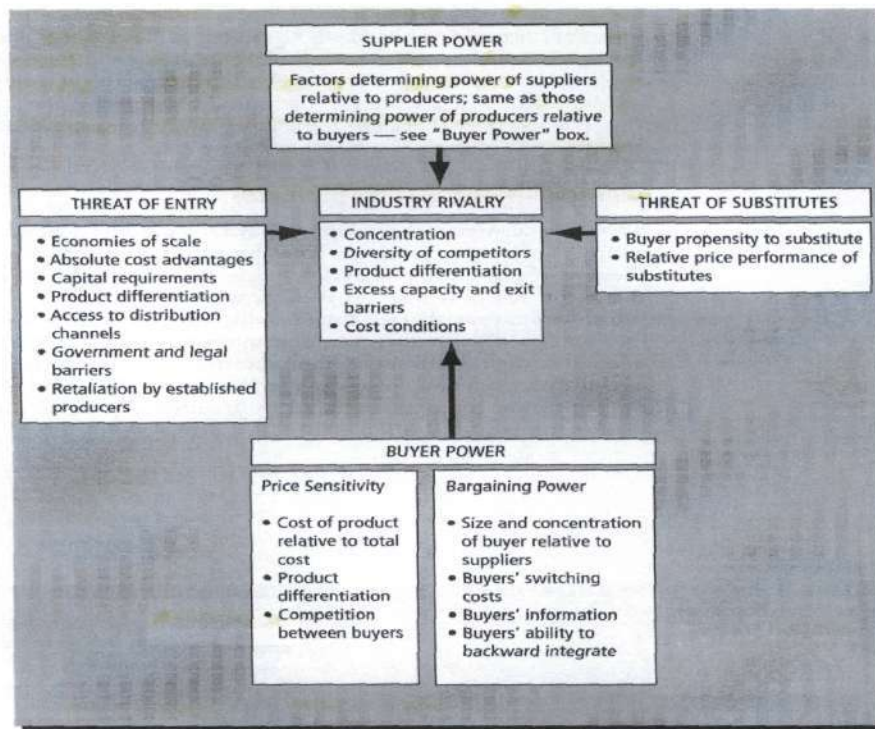 SUPPLIER POWER
Factors determining power of suppliers
relative to producers; same as those
determining power of producers relative
to buyers — see "Buyer Power" box.
THREAT OF ENTRY
• Economies of scale
• Absolute cost advantages
• Capital requirements
• Product differentiation
• Access to distribution
channels
• Government and legal
barriers
• Retaliation by established
producers
INDUSTRY RIVALRY
• Concentration
• Diversity of competitors
• Product differentiation
• Excess capacity and exit
barriers
• Cost conditions
THREAT OF SUBSTITUTES
• Buyer propensity to substitute
• Relative price performance of
substitutes
BUYER POWER
Price Sensitivity
• Cost of product
relative to total
cost
• Product
differentiation
• Competition
between buyers
Bargaining Power
• Size and concentration
of buyer relative to
suppliers
• Buyers' switching
costs
• Buyers' information
• Buyers' ability to
backward integrate